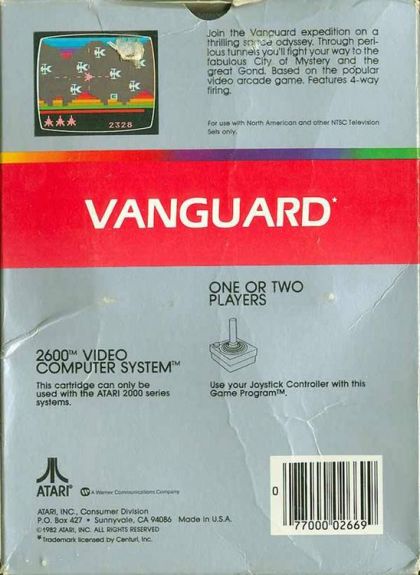 Join the Vanguard expedition on a
thrilling space odyssey. Through peri-
lous tunnels you'll fight your way to the
fabulous City of Mystery and the
great Gond. Based on the popular
video arcade game. Features 4-way
firing.
2328
For use with North American and other NTSC Television
Sets only.
VANGUARD*
ONE OR TWO
PLAYERS
2600™ VIDEO
COMPUTER SYSTEM™
This cartridge can only be
used with the ATARI 2000 series
systems.
Use your Joystick Controller with this
Game Program™.
ATARI®
A Warner Communications Company
ATARI, INC., Consumer Division
P.O. Box 427 • Sunnyvale, CA 94086 Made in U.S.A.
©1982 ATARI, INC. ALL RIGHTS RESERVED
* Trademark licensed by Centuri, Inc.
0 77000 02669